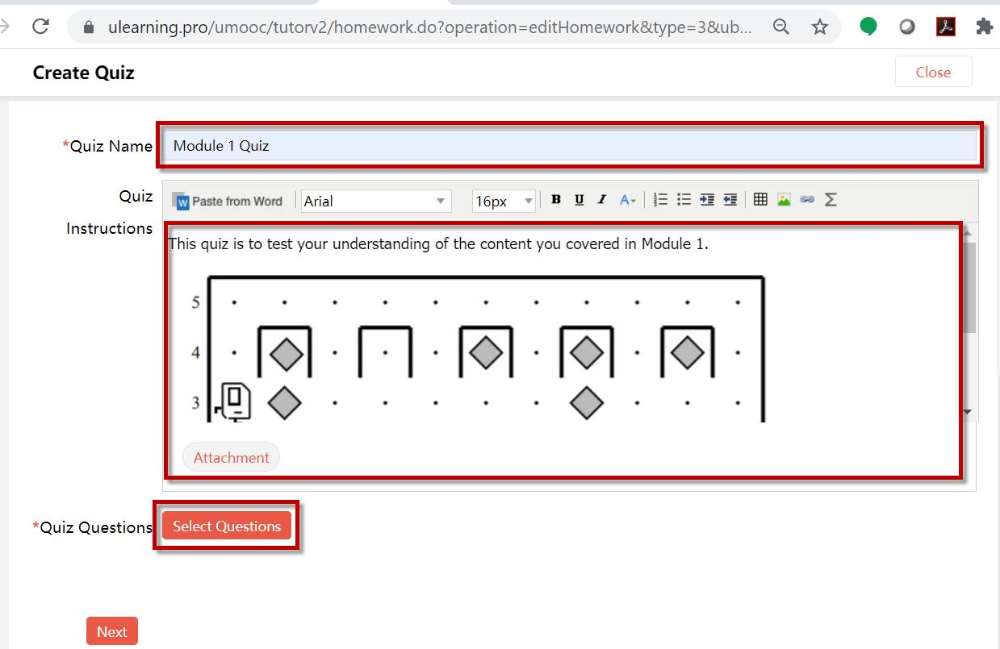 ulearning.pro/umooc/tutorv2/homework.do?operation=editHomework&type=3&ub...
Create Quiz
Close
*Quiz Name
Module 1 Quiz
Quiz
Instructions
W Paste from Word
Arial
16px
B U I A
This quiz is to test your understanding of the content you covered in Module 1.
5
4
3
Attachment
*Quiz Questions
Select Questions
Next